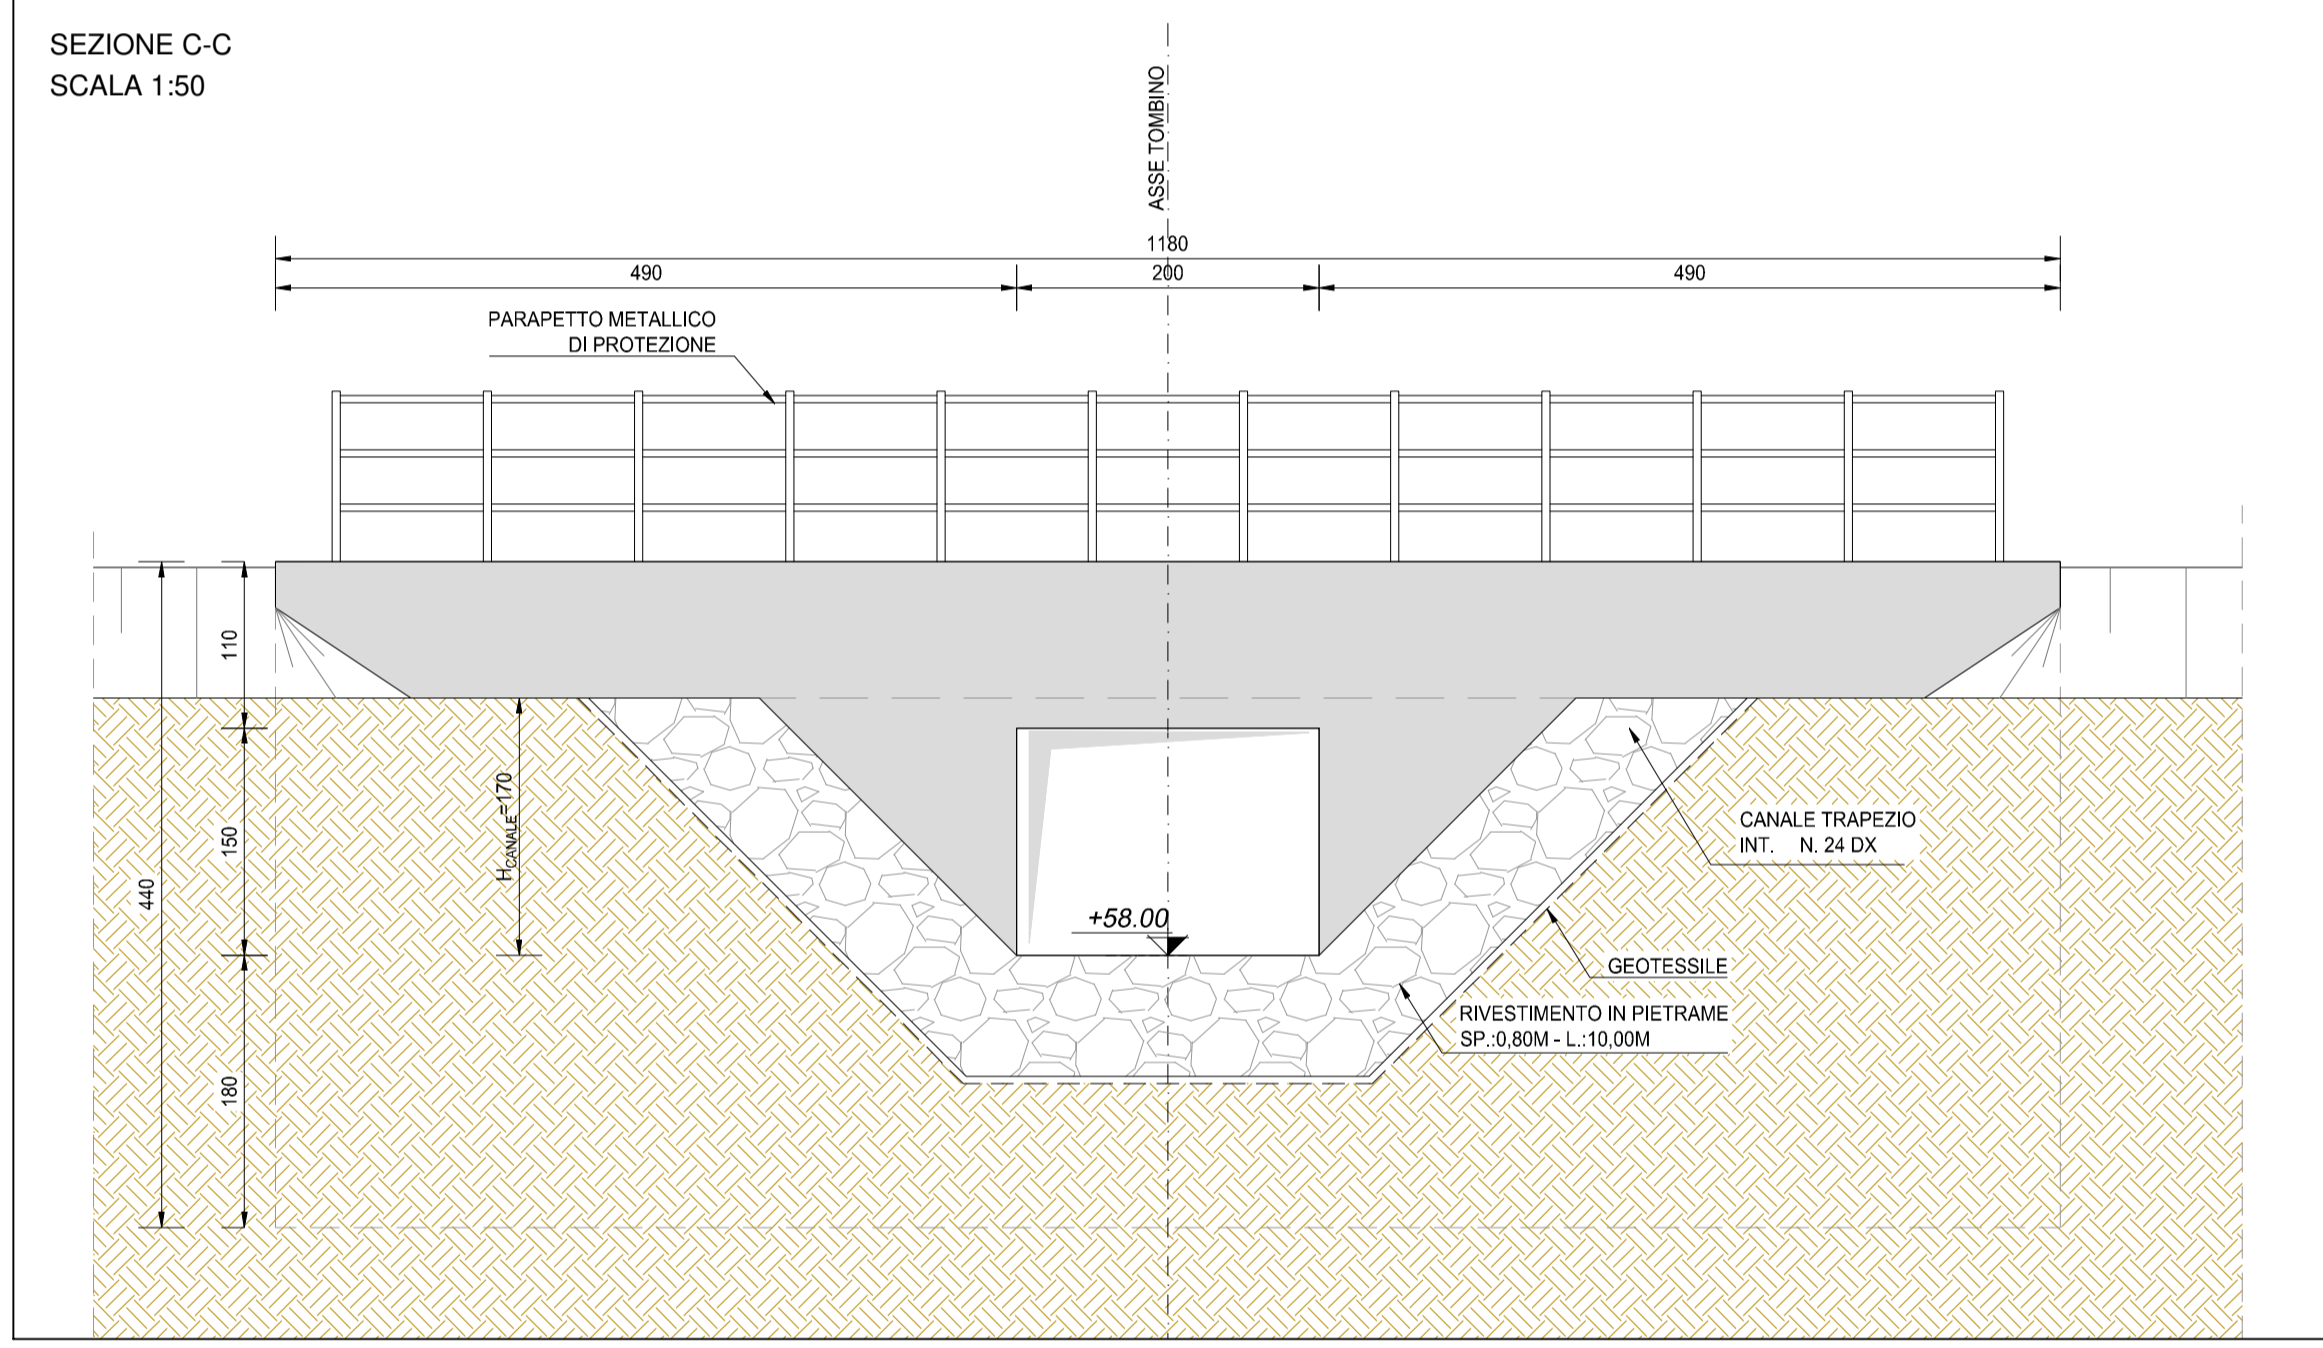 SEZIONE C-C
SCALA 1:50
ASSE TOMBINO
1180
490
200
490
PARAPETTO METALLICO
DI PROTEZIONE
110
150
440
180
HCANALE=170
+58.00
CANALE TRAPEZIO
INT. N. 24 DX
GEOTESSILE
RIVESTIMENTO IN PIETRAME
SP.:0,80M - L.:10,00M